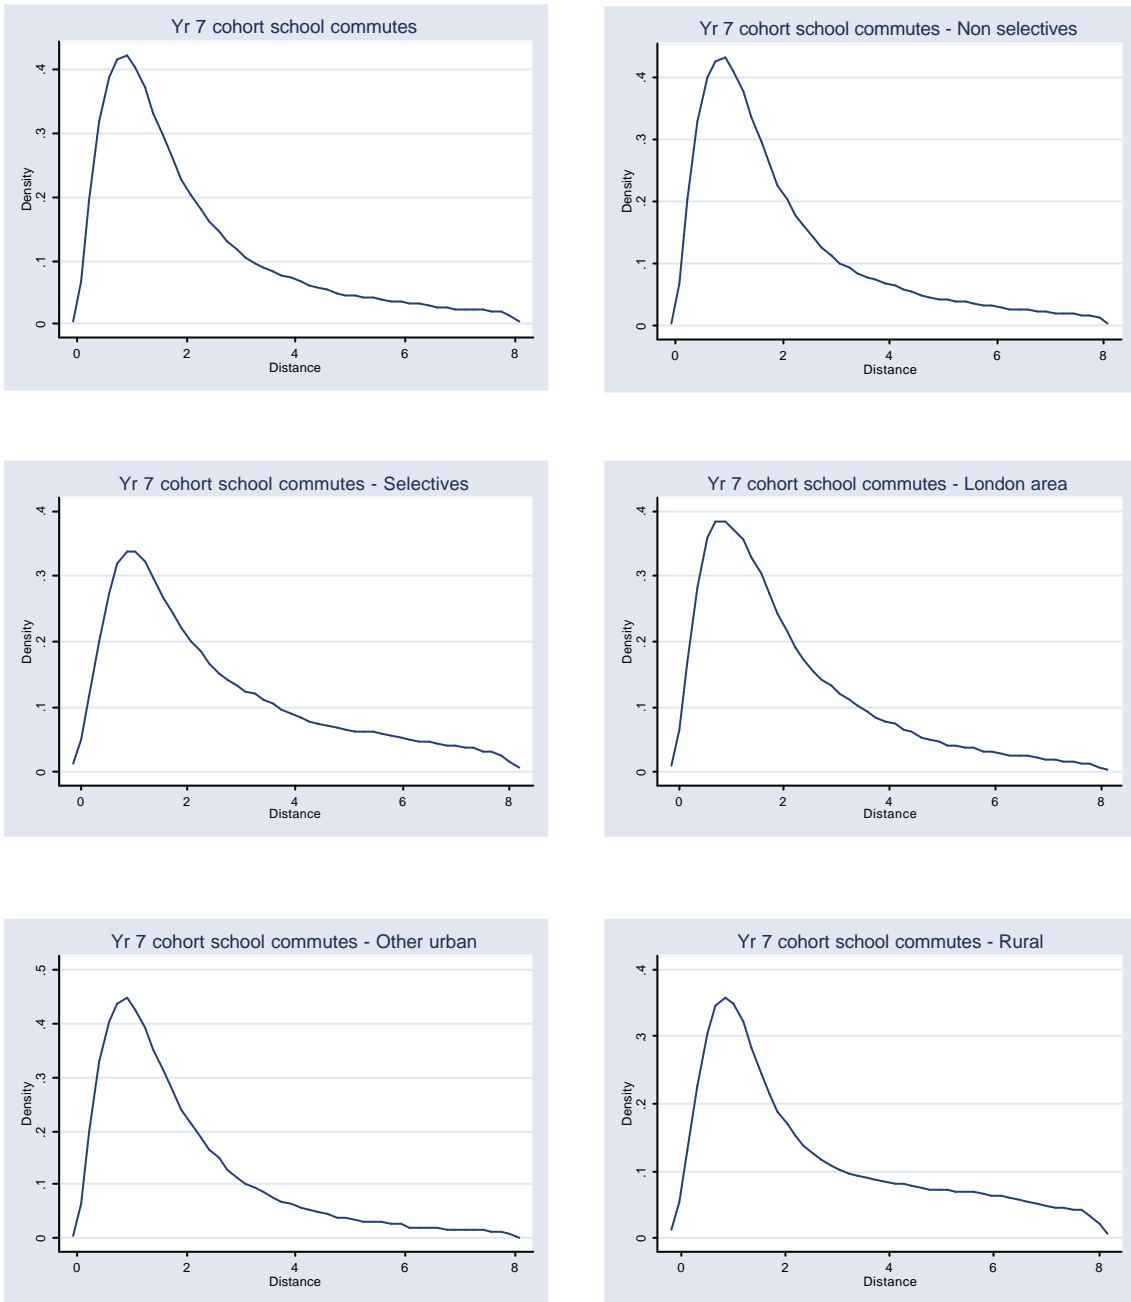 Yr 7 cohort school commutes
.4
.3
.2
.1
0
Density
0 2 4 6 8
Distance
Yr 7 cohort school commutes - Non selectives
.4
.3
.2
.1
0
Density
0 2 4 6 8
Distance
Yr 7 cohort school commutes - Selectives
.4
.3
.2
.1
0
Density
0 2 4 6 8
Distance
Yr 7 cohort school commutes - London area
.4
.3
.2
.1
0
Density
0 2 4 6 8
Distance
Yr 7 cohort school commutes - Other urban
.5
.4
.3
.2
.1
0
Density
0 2 4 6 8
Distance
Yr 7 cohort school commutes - Rural
.4
.3
.2
.1
0
Density
0 2 4 6 8
Distance